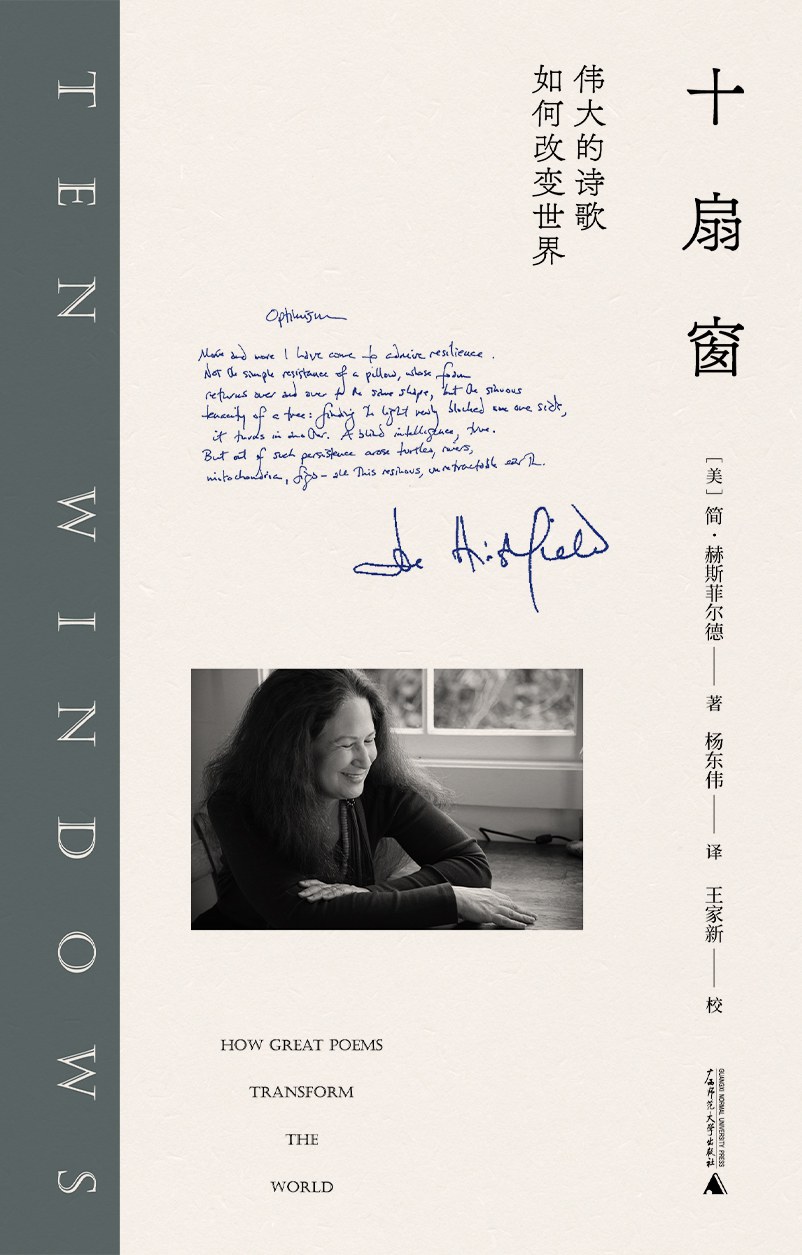 十扇窗
伟大的诗歌
如何改变世界
[美]简·赫斯菲尔德——著 杨东伟——译 王家新——校
TEN WINDOWS
Optimism
More and more I have come to admire resilience.
Not the simple resistance of a pillow, whose foam
returns over and over to the same shape, but the sinuous
tenacity of a tree: finding the light newly blocked on one side,
it turns in another. A blind intelligence, true.
But out of such persistence arose turtles, rivers,
mitochondria, figs – all this resinous, unretractable earth.
Jane Hirshfield
HOW GREAT POEMS
TRANSFORM
THE
WORLD
广西师范大学出版社
GUANGXI NORMAL UNIVERSITY PRESS